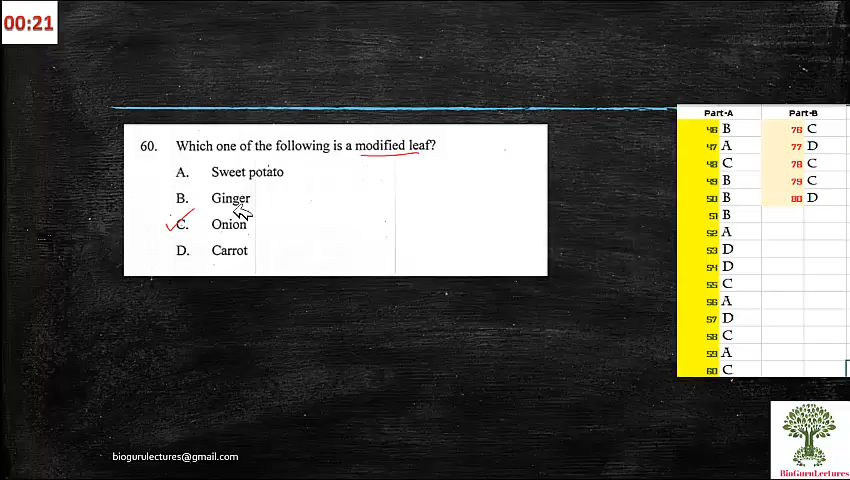 00:21
60. Which one of the following is a modified leaf?
A. Sweet potato
B. Ginger
C. Onion
D. Carrot
Part-A Part-B
46 B 76 C
47 A 77 D
48 C 78 C
49 B 79 C
50 B 80 D
51 B
52 A
53 D
54 D
55 C
56 A
57 D
58 C
59 A
60 C
biogurulectures@gmail.com
BioGuruLectures